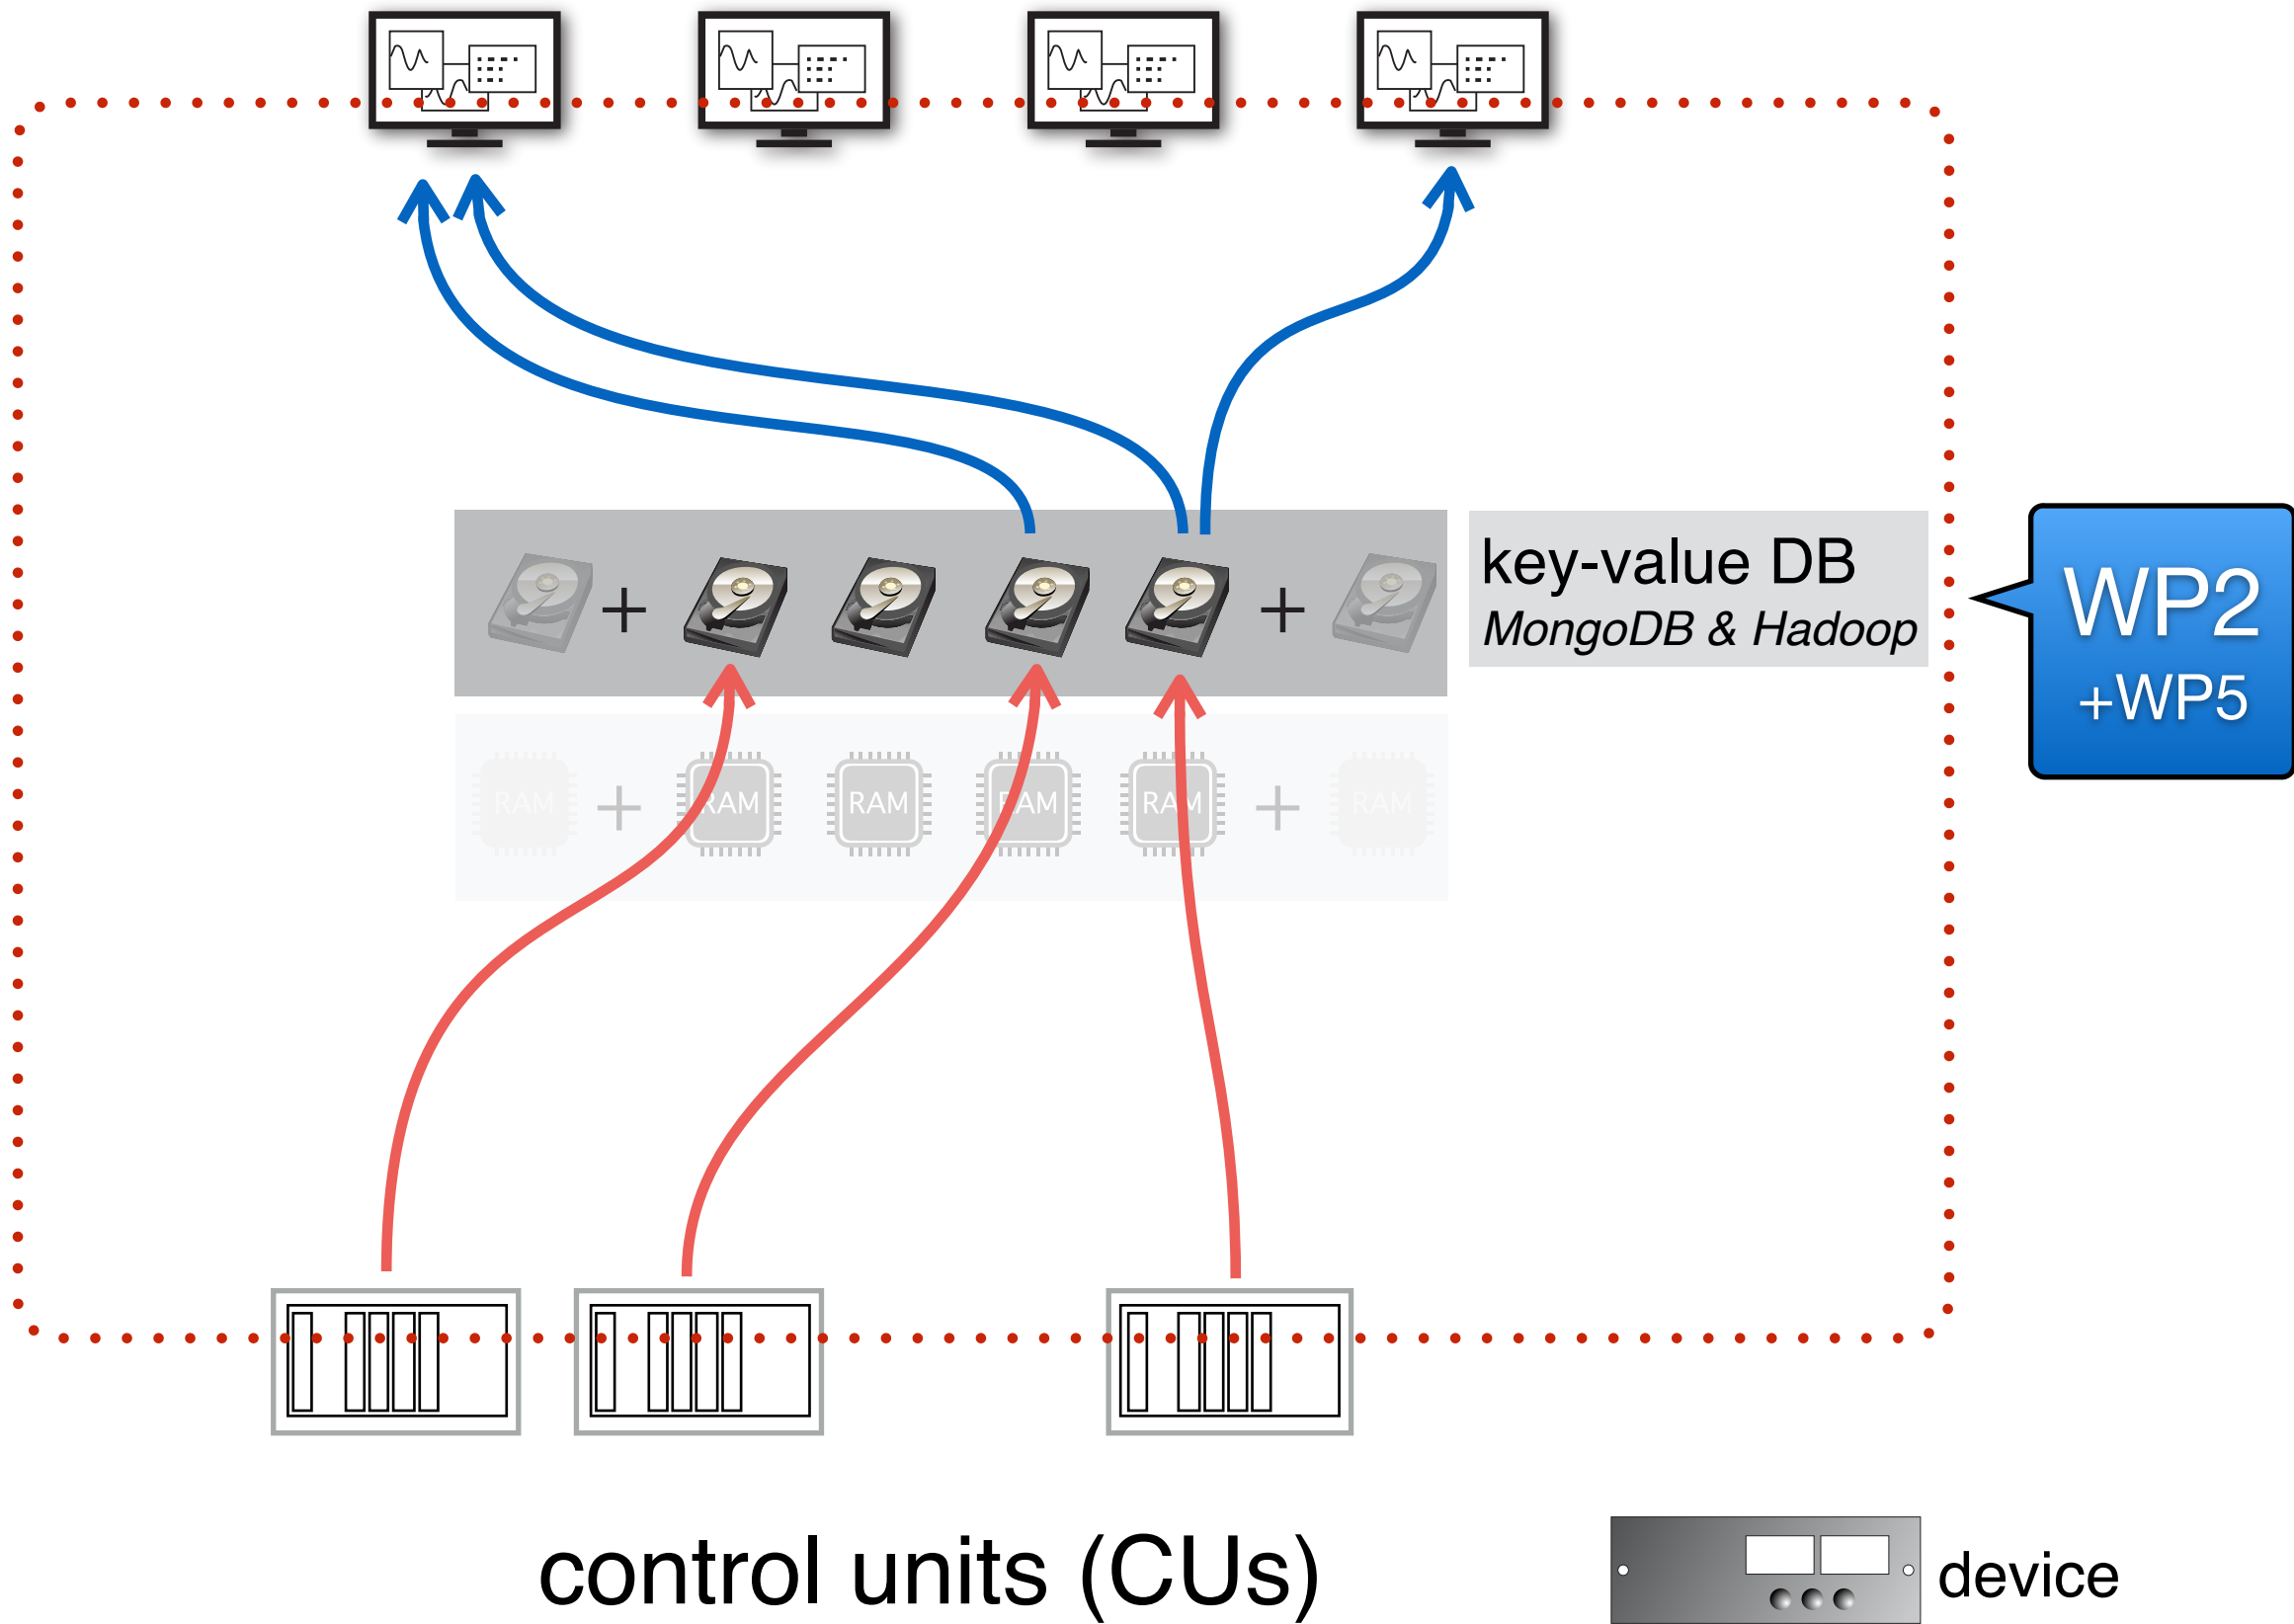 key-value DB
MongoDB & Hadoop
WP2
+WP5
+
+
RAM
+
RAM
RAM
RAM
RAM
+
RAM
control units (CUs)
device